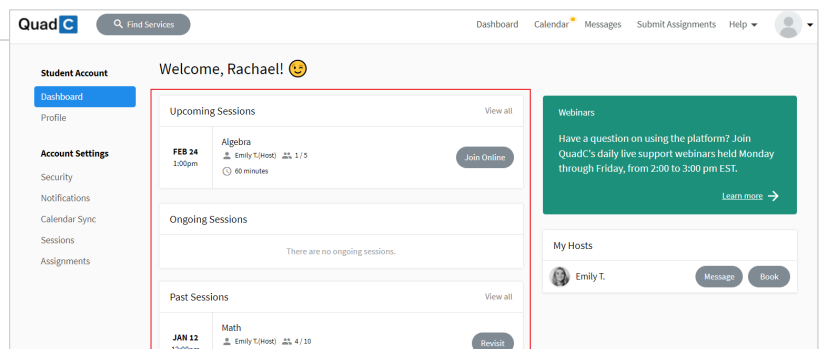 Quad C
Find Services
Dashboard Calendar Messages Submit Assignments Help
Student Account
Dashboard
Profile
Account Settings
Security
Notifications
Calendar Sync
Sessions
Assignments
Welcome, Rachael!
Upcoming Sessions View all
FEB 24
1:00pm
Algebra
Emily T.(Host) 1 / 5
60 minutes
Join Online
Ongoing Sessions
There are no ongoing sessions.
Past Sessions View all
JAN 12
12:00pm
Math
Emily T.(Host) 4 / 10
Revisit
Webinars
Have a question on using the platform? Join
QuadC's daily live support webinars held Monday
through Friday, from 2:00 to 3:00 pm EST.
Learn more
My Hosts
Emily T. Message Book